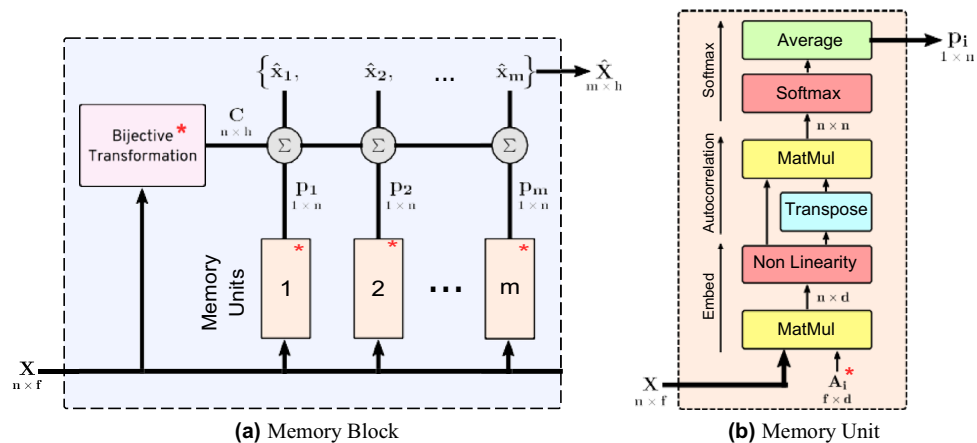 {x̂₁, x̂₂, ... x̂ₘ} X̂
m × h
Bijective *
Transformation
C
n × h
Σ Σ Σ
p₁ p₂ pₘ
1 × n 1 × n 1 × n
Memory
Units
* * *
1 2 ... m
X
n × f
(a) Memory Block
Softmax
Average
pᵢ
1 × n
Softmax
n × n
Autocorrelation
MatMul
Transpose
Embed
Non Linearity
n × d
MatMul
X
n × f
Aᵢ *
f × d
(b) Memory Unit